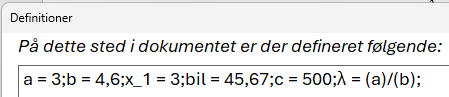 Definitioner
På dette sted i dokumentet er der defineret følgende:
a = 3;b = 4,6;x_1 = 3;bil = 45,67;c = 500;λ = (a)/(b);